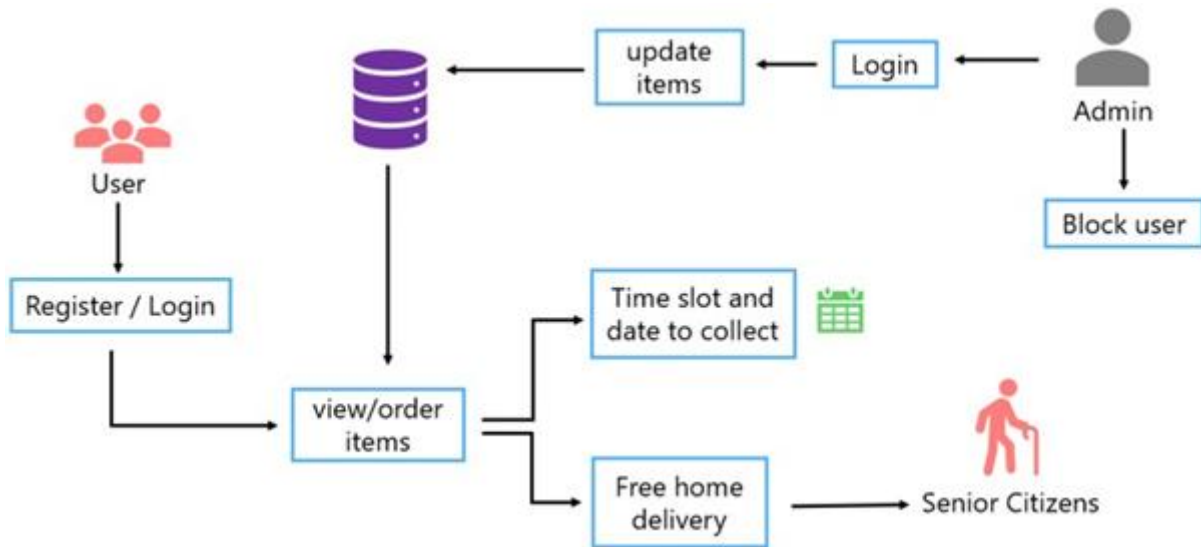 update
items
Login
Admin
User
Block user
Register / Login
Time slot and
date to collect
view/order
items
Free home
delivery
Senior Citizens